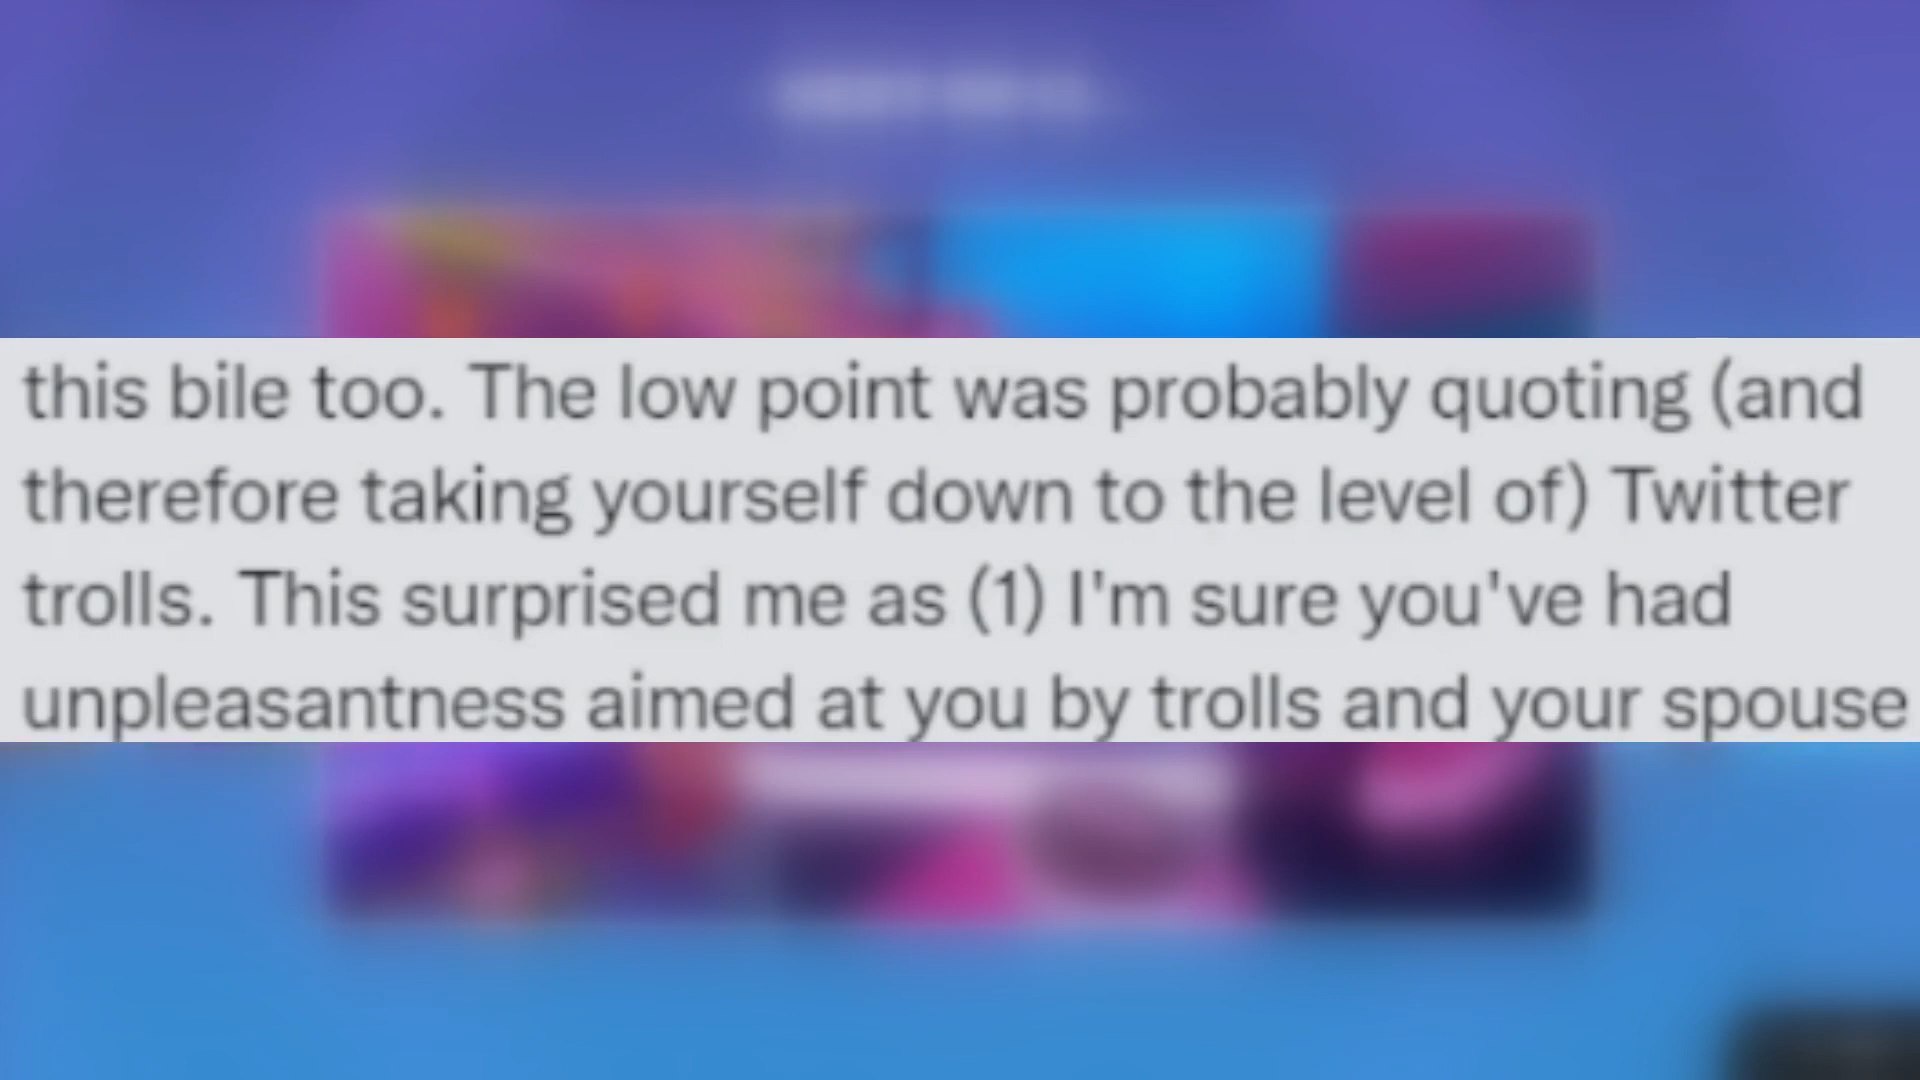 this bile too. The low point was probably quoting (and
therefore taking yourself down to the level of) Twitter
trolls. This surprised me as (1) I'm sure you've had
unpleasantness aimed at you by trolls and your spouse